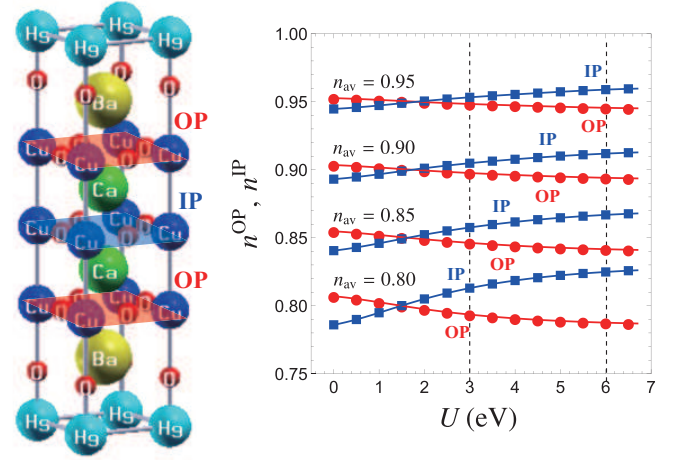 Hg
Hg
Hg
Hg
O
O
O
O
Ba
OP
Cu
Cu
O
O
Cu
O
O
Cu
Ca
IP
Cu
Cu
O
O
Cu
Cu
Ca
OP
Cu
Cu
O
O
Cu
O
O
Cu
Ba
O
O
O
O
Hg
Hg
Hg
Hg
n^OP, n^IP
1.00
0.95
0.90
0.85
0.80
0.75
n_av = 0.95
IP
OP
n_av = 0.90
IP
OP
n_av = 0.85
IP
OP
n_av = 0.80
IP
OP
0 1 2 3 4 5 6 7
U (eV)